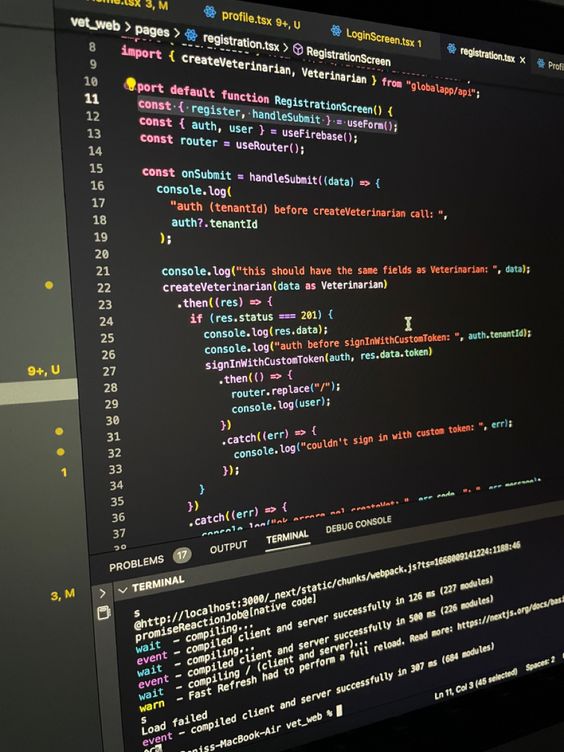 ome.tsx 3, M
profile.tsx 9+, U
LoginScreen.tsx 1
registration.tsx ×
Profi
vet_web > pages > registration.tsx > RegistrationScreen
8
9 import { createVeterinarian, Veterinarian } from "globalapp/api";
10
port default function RegistrationScreen() {
11 const { register, handleSubmit } = useForm();
12 const { auth, user } = useFirebase();
13 const router = useRouter();
14
15 const onSubmit = handleSubmit((data) => {
16 console.log(
17 "auth (tenantId) before createVeterinarian call: ",
18 auth?.tenantId
19 );
20
21 console.log("this should have the same fields as Veterinarian: ", data);
22 createVeterinarian(data as Veterinarian)
23 .then((res) => {
24 if (res.status === 201) {
25 console.log(res.data);
26 console.log("auth before signInWithCustomToken: ", auth.tenantId);
27 signInWithCustomToken(auth, res.data.token)
28 .then(() => {
29 router.replace("/");
30 console.log(user);
31 })
32 .catch((err) => {
33 console.log("couldn't sign in with custom token: ", err);
34 });
35 }
36 })
37 .catch((err) => {
9+, U
1
3, M
PROBLEMS 17 OUTPUT TERMINAL DEBUG CONSOLE
TERMINAL
s
@http://localhost:3000/_next/static/chunks/webpack.js?ts=1668009141224:1188:46
promiseReactionJob@[native code]
wait - compiling...
event - compiled client and server successfully in 126 ms (227 modules)
wait - compiling...
event - compiled client and server successfully in 500 ms (226 modules)
wait - compiling / (client and server)...
warn - Fast Refresh had to perform a full reload. Read more: https://nextjs.org/docs/basi
s
Load failed
event - compiled client and server successfully in 307 ms (684 modules)
niss-MacBook-Air vet_web %
Ln 11, Col 3 (45 selected) Spaces: 2